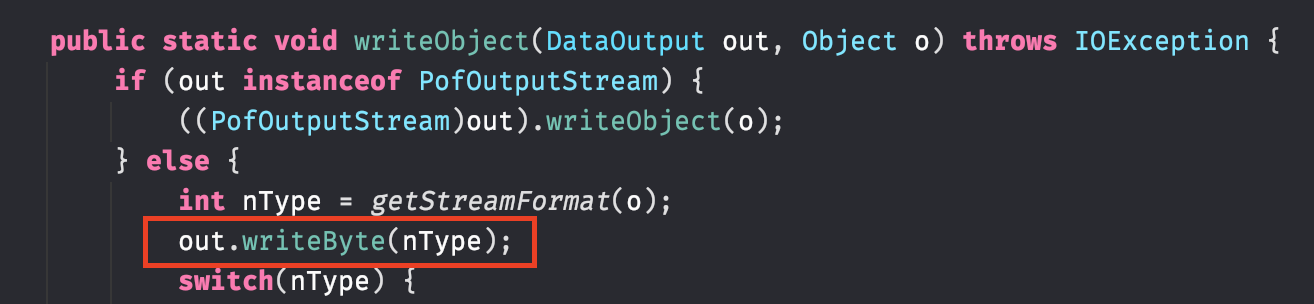 public static void writeObject(DataOutput out, Object o) throws IOException {
if (out instanceof PofOutputStream) {
((PofOutputStream)out).writeObject(o);
} else {
int nType = getStreamFormat(o);
out.writeByte(nType);
switch(nType) {